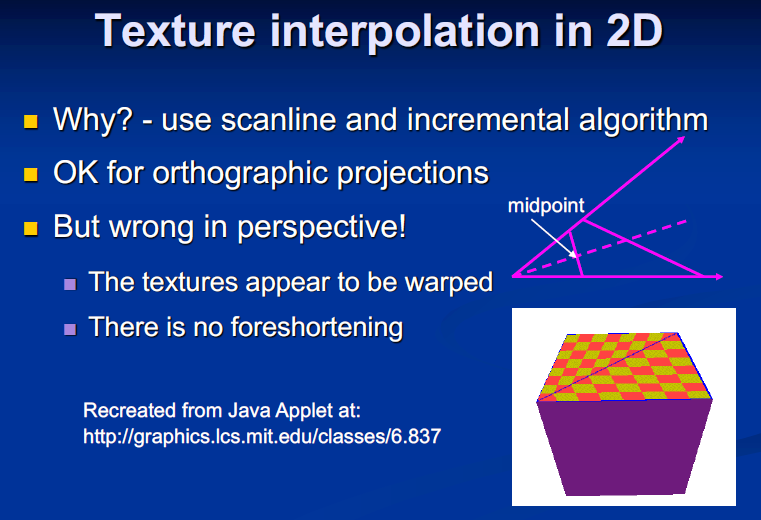 Texture interpolation in 2D
Why? - use scanline and incremental algorithm
OK for orthographic projections
midpoint
But wrong in perspective!
The textures appear to be warped
There is no foreshortening
Recreated from Java Applet at:
http://graphics.lcs.mit.edu/classes/6.837